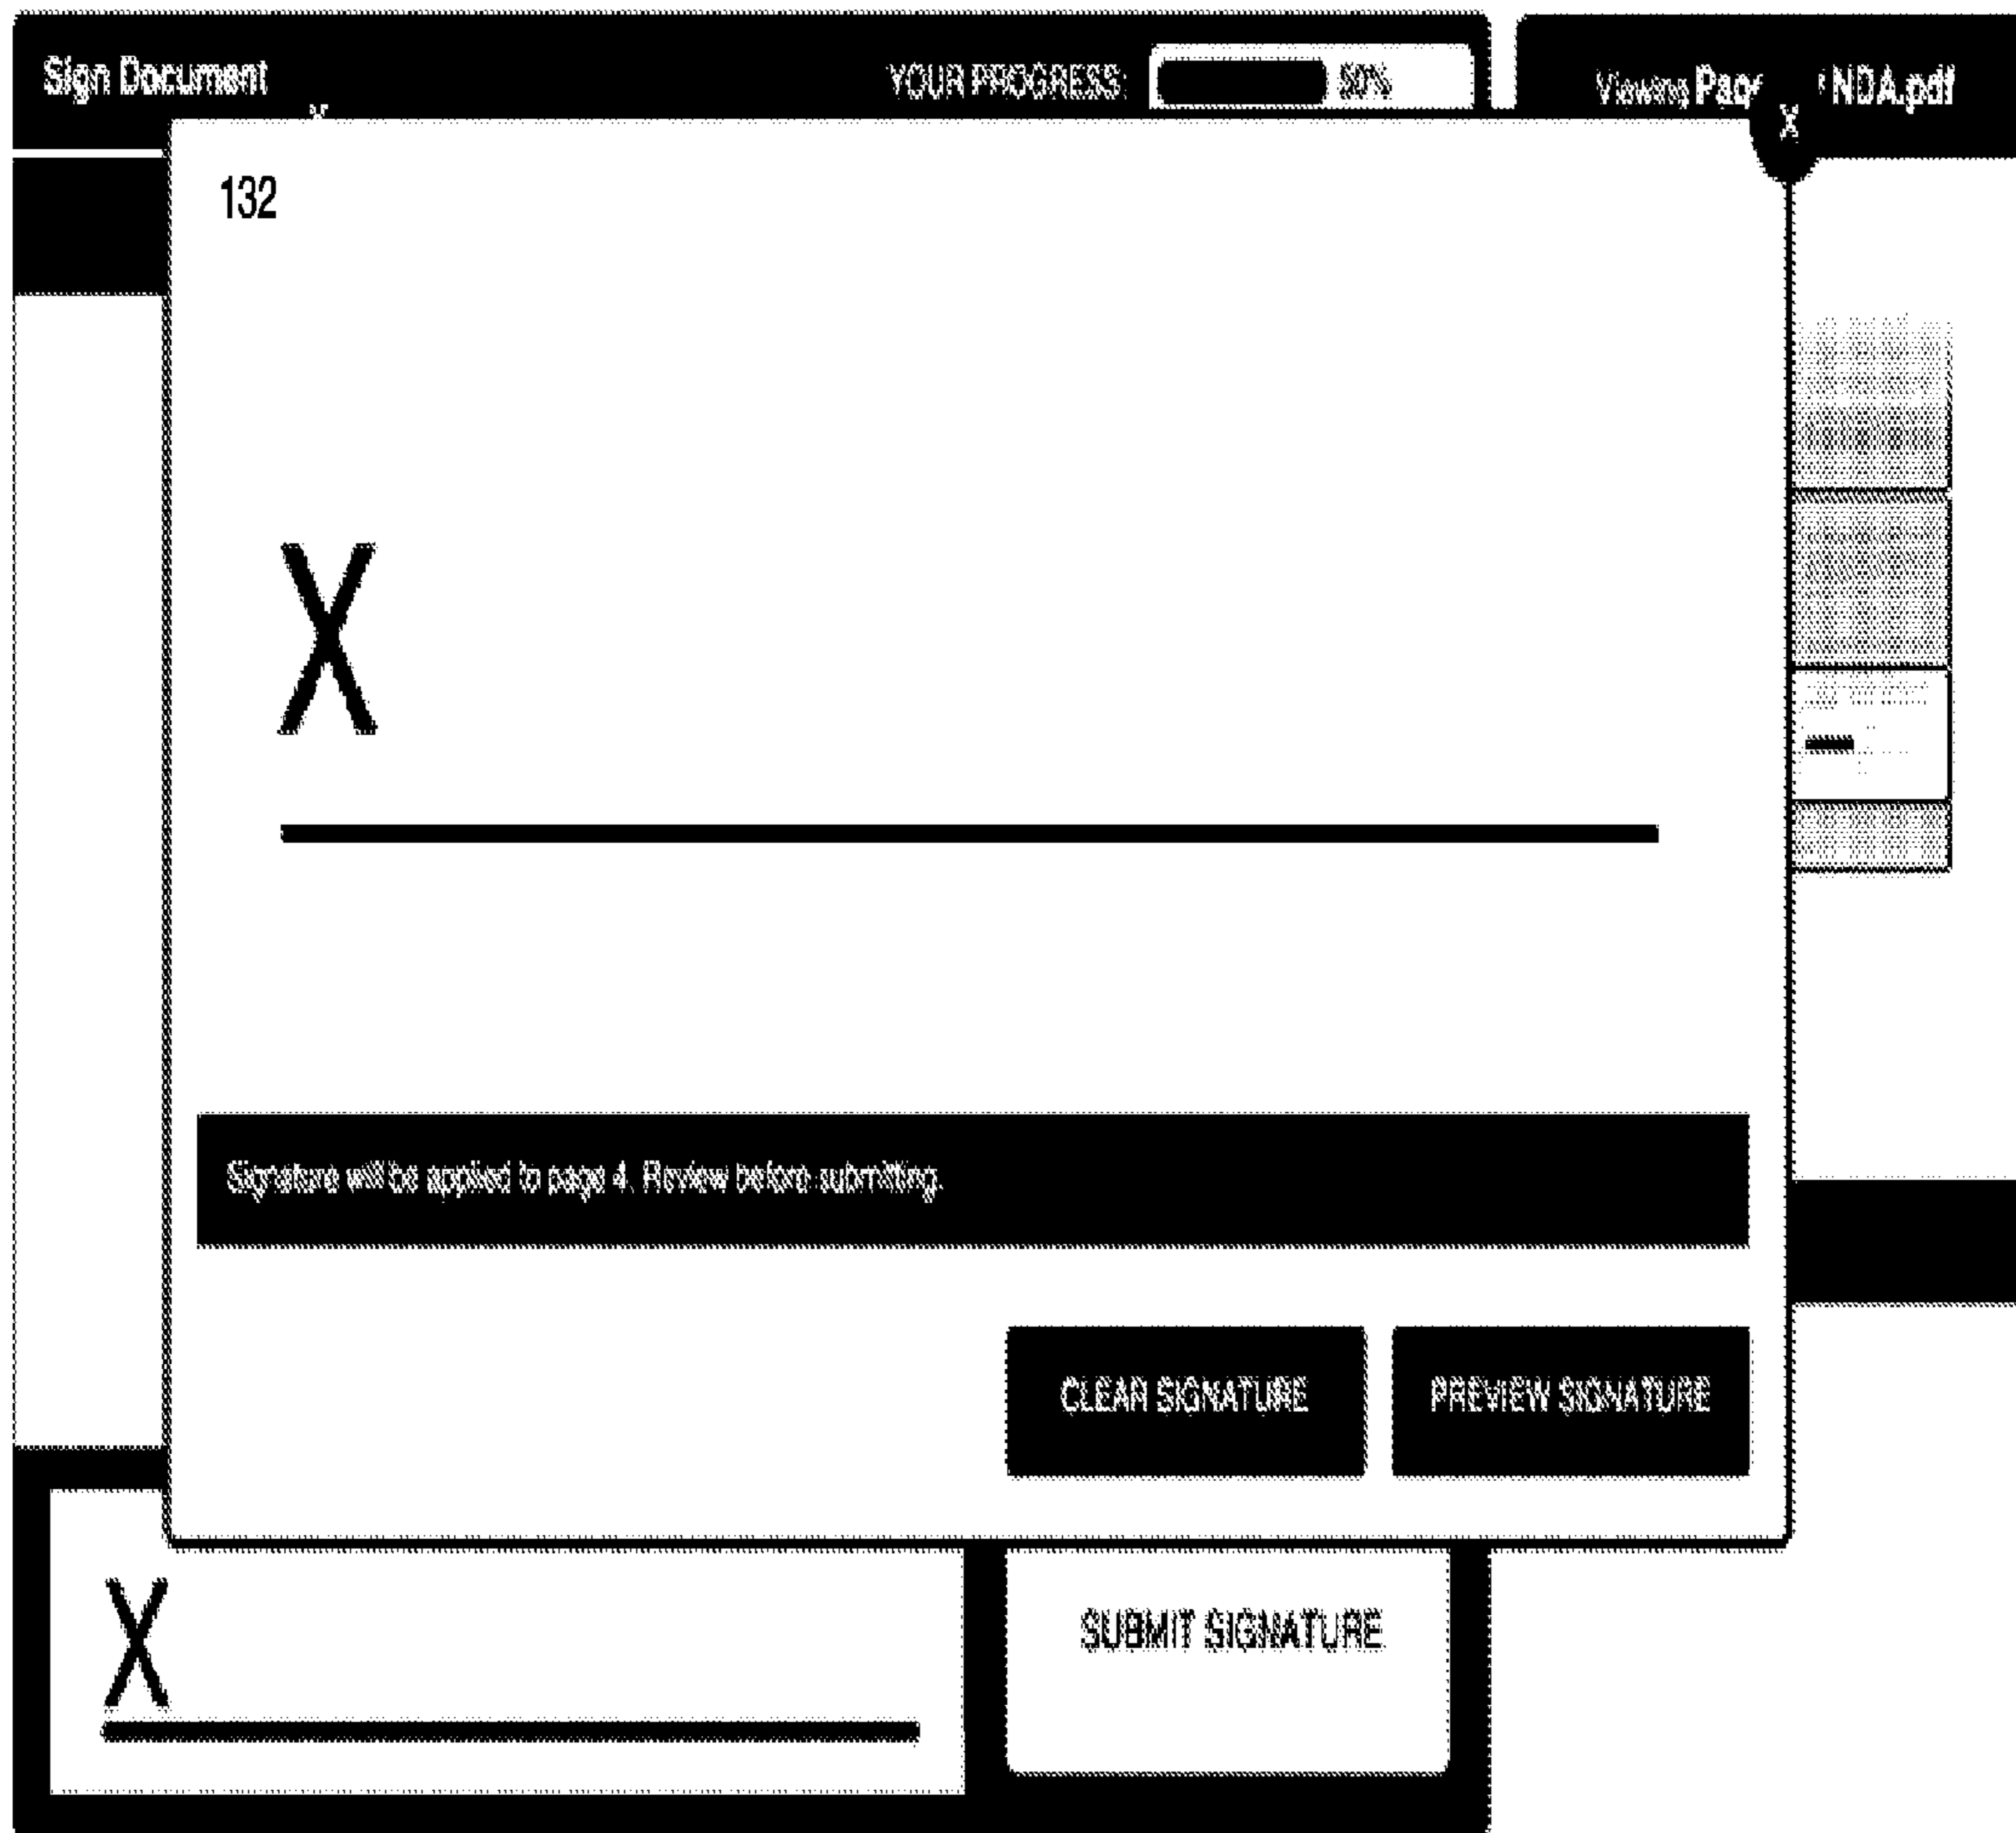 Sign Document
YOUR PROGRESS: 50%
Viewing NDA.pdf
X
132
X
Signature will be applied to page 4. Review before submitting.
CLEAR SIGNATURE
PREVIEW SIGNATURE
X
SUBMIT SIGNATURE